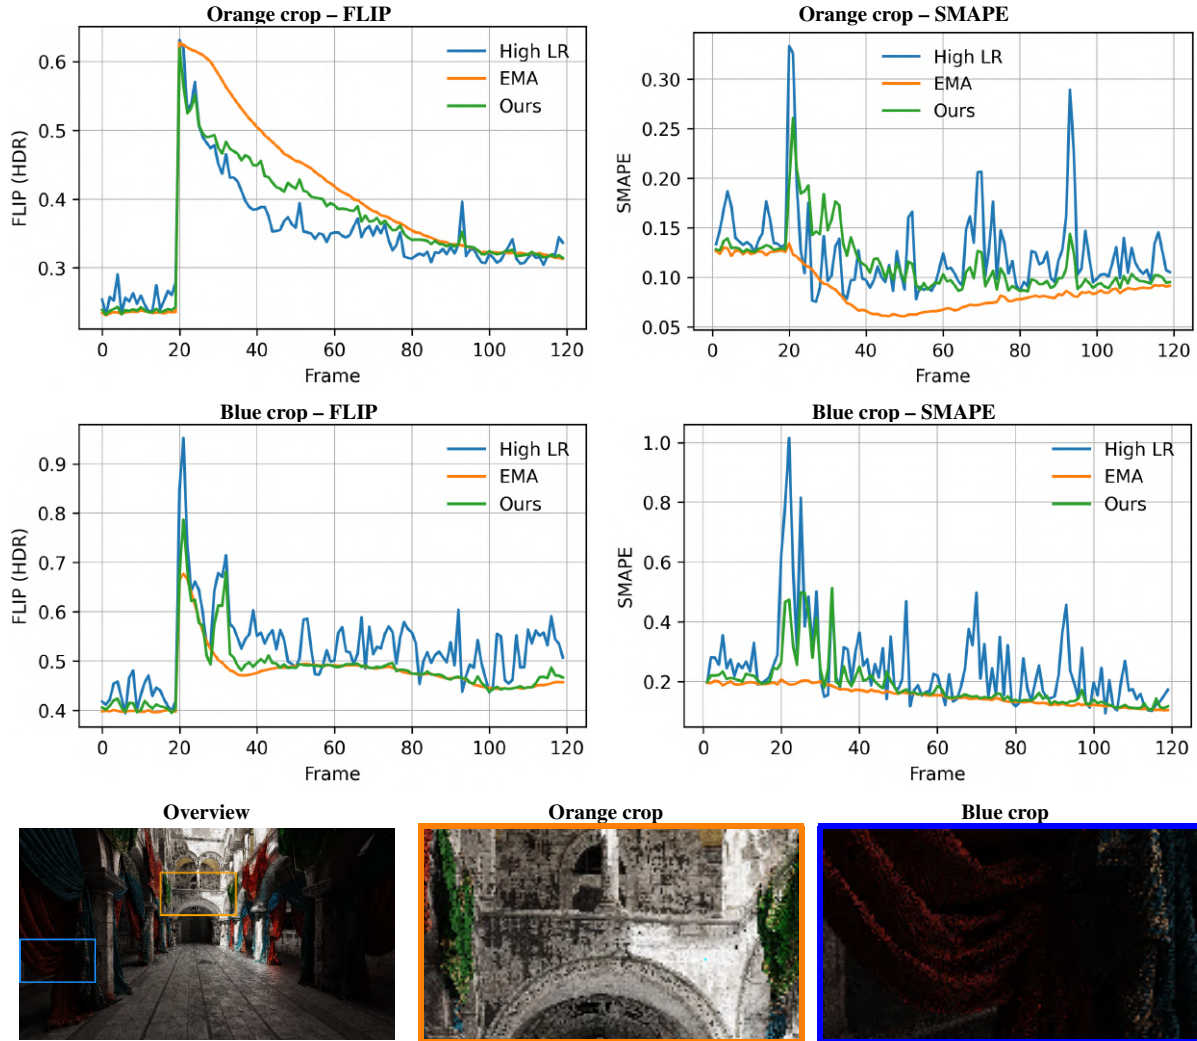 Orange crop – FLIP
FLIP (HDR)
0.6
0.5
0.4
0.3
High LR
EMA
Ours
0 20 40 60 80 100 120
Frame
Orange crop – SMAPE
SMAPE
0.30
0.25
0.20
0.15
0.10
0.05
High LR
EMA
Ours
0 20 40 60 80 100 120
Frame
Blue crop – FLIP
FLIP (HDR)
0.9
0.8
0.7
0.6
0.5
0.4
High LR
EMA
Ours
0 20 40 60 80 100 120
Frame
Blue crop – SMAPE
SMAPE
1.0
0.8
0.6
0.4
0.2
High LR
EMA
Ours
0 20 40 60 80 100 120
Frame
Overview
Orange crop
Blue crop